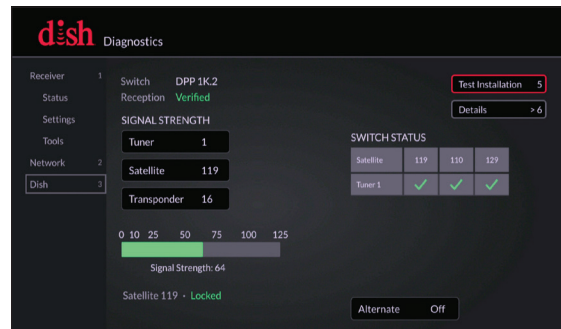 dish Diagnostics
Receiver 1
Status
Settings
Tools
Network 2
Dish 3
Switch DPP 1K.2
Reception Verified
SIGNAL STRENGTH
Tuner 1
Satellite 119
Transponder 16
0 10 25 50 75 100 125
Signal Strength: 64
Satellite 119 - Locked
Test Installation 5
Details > 6
SWITCH STATUS
Satellite 119 110 129
Tuner 1
Alternate Off